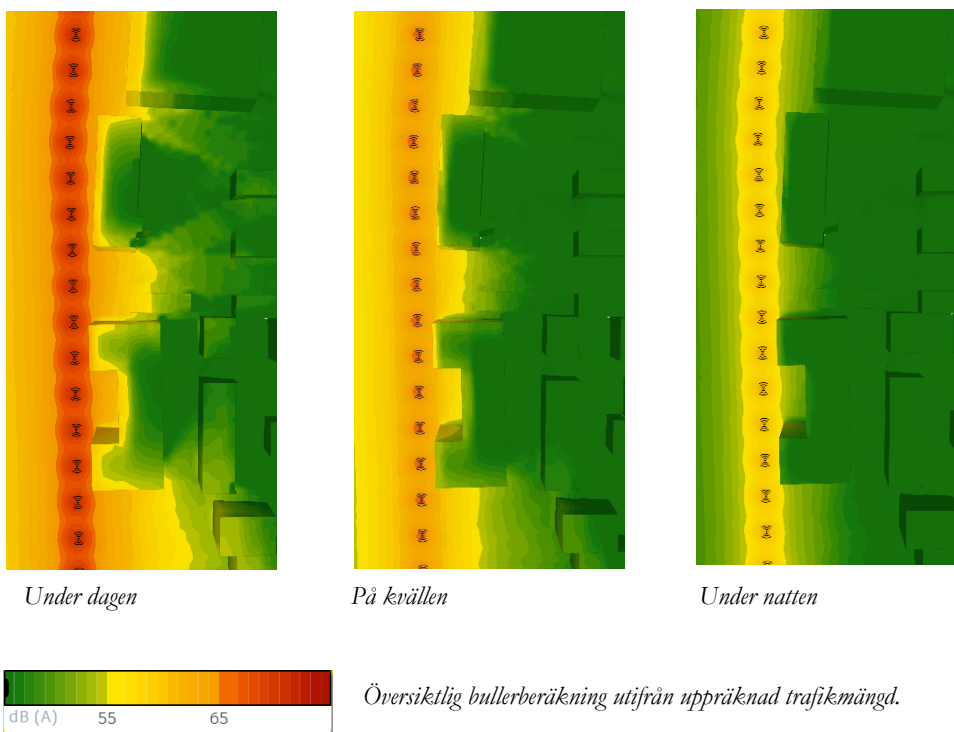 Under dagen
På kvällen
Under natten
dB (A) 55 65
Översiktlig bullerberäkning utifrån uppräknad trafikmängd.